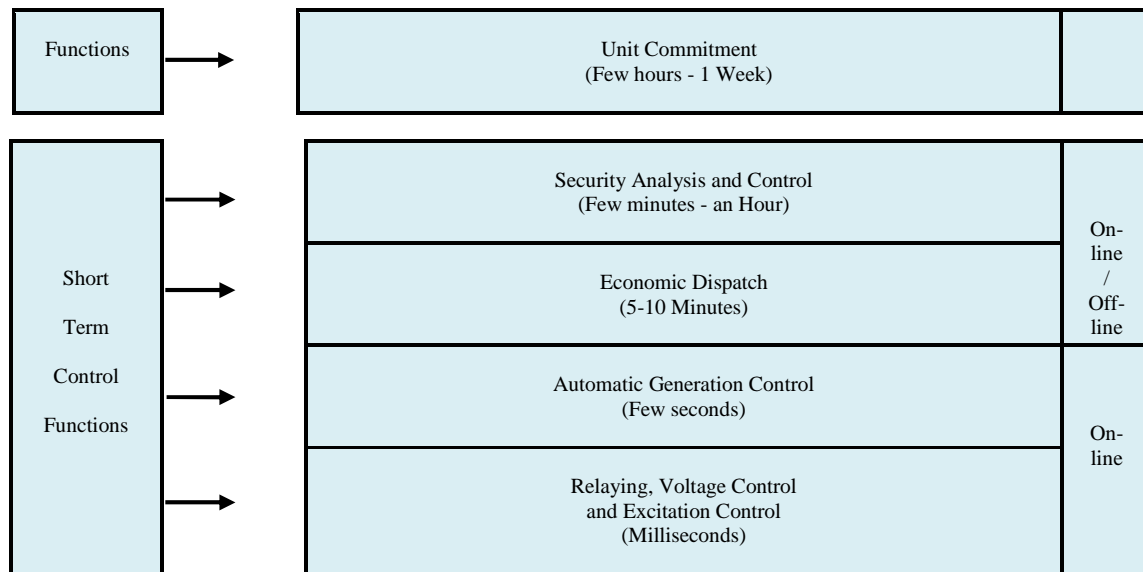 Functions
Unit Commitment
(Few hours - 1 Week)
Short
Term
Control
Functions
Security Analysis and Control
(Few minutes - an Hour)
Economic Dispatch
(5-10 Minutes)
On-
line
/
Off-
line
Automatic Generation Control
(Few seconds)
Relaying, Voltage Control
and Excitation Control
(Milliseconds)
On-
line